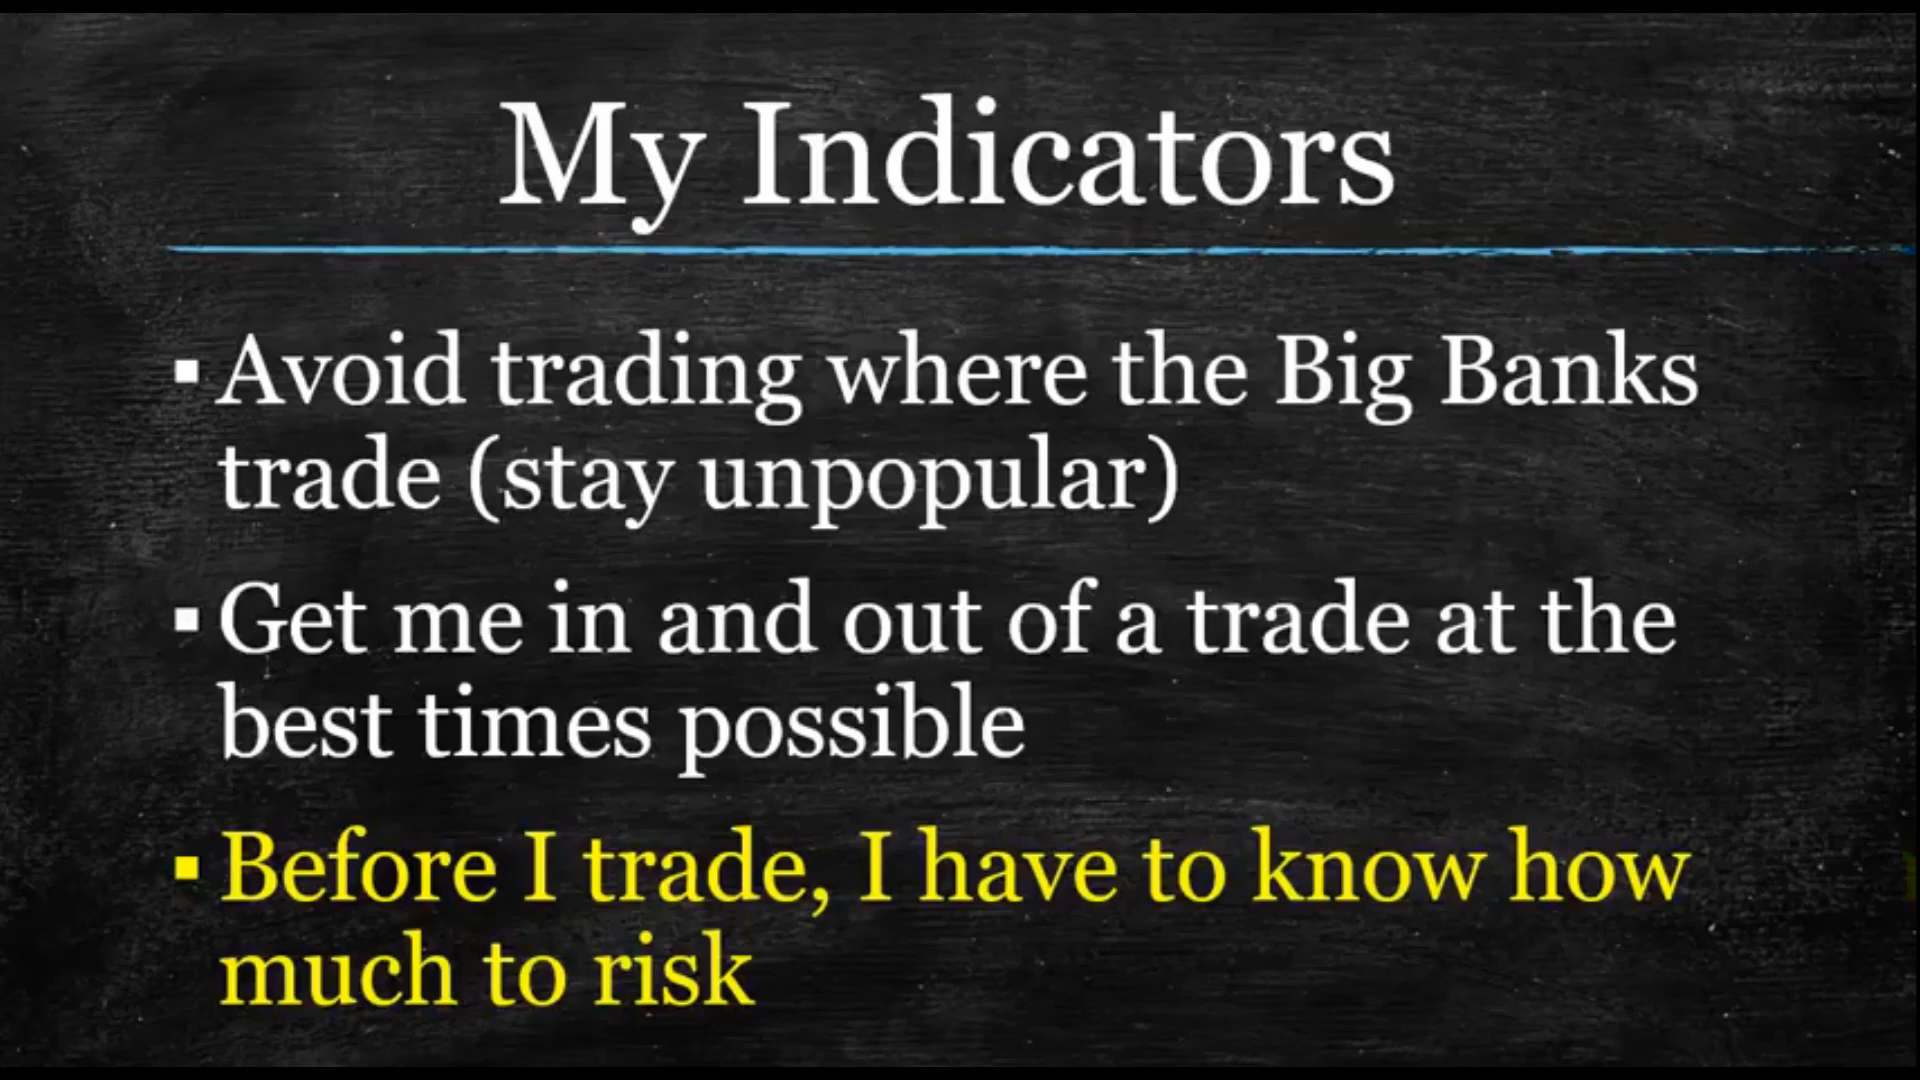 My Indicators
▪ Avoid trading where the Big Banks
trade (stay unpopular)
▪ Get me in and out of a trade at the
best times possible
▪ Before I trade, I have to know how
much to risk